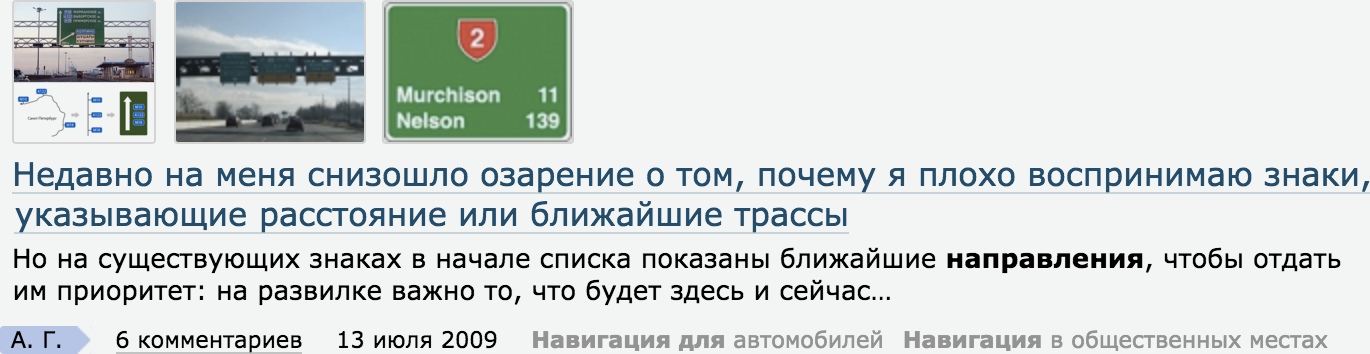 2
Murchison 11
Nelson 139
Санкт-Петербург
Недавно на меня снизошло озарение о том, почему я плохо воспринимаю знаки,
указывающие расстояние или ближайшие трассы
Но на существующих знаках в начале списка показаны ближайшие направления, чтобы отдать
им приоритет: на развилке важно то, что будет здесь и сейчас…
А. Г. 6 комментариев 13 июля 2009 Навигация для автомобилей Навигация в общественных местах